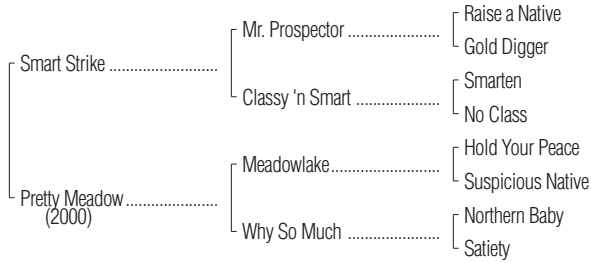 Raise a Native
Mr. Prospector ....................
Gold Digger
Smart Strike ........................
Smarten
Classy 'n Smart ..................
No Class
Hold Your Peace
Meadowlake.......................
Suspicious Native
Pretty Meadow....................
(2000)
Northern Baby
Why So Much ....................
Satiety